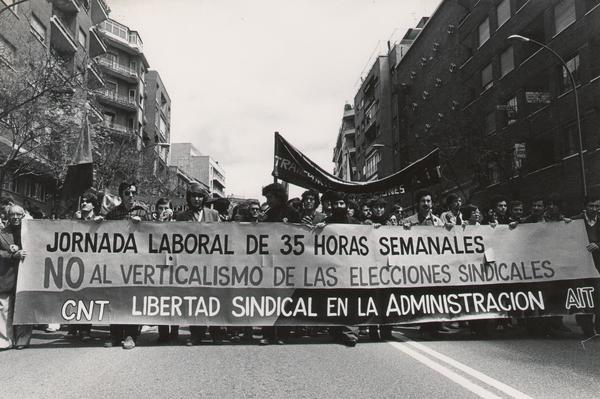 JORNADA LABORAL DE 35 HORAS SEMANALES
NO AL VERTICALISMO DE LAS ELECCIONES SINDICALES
CNT LIBERTAD SINDICAL EN LA ADMINISTRACION AIT